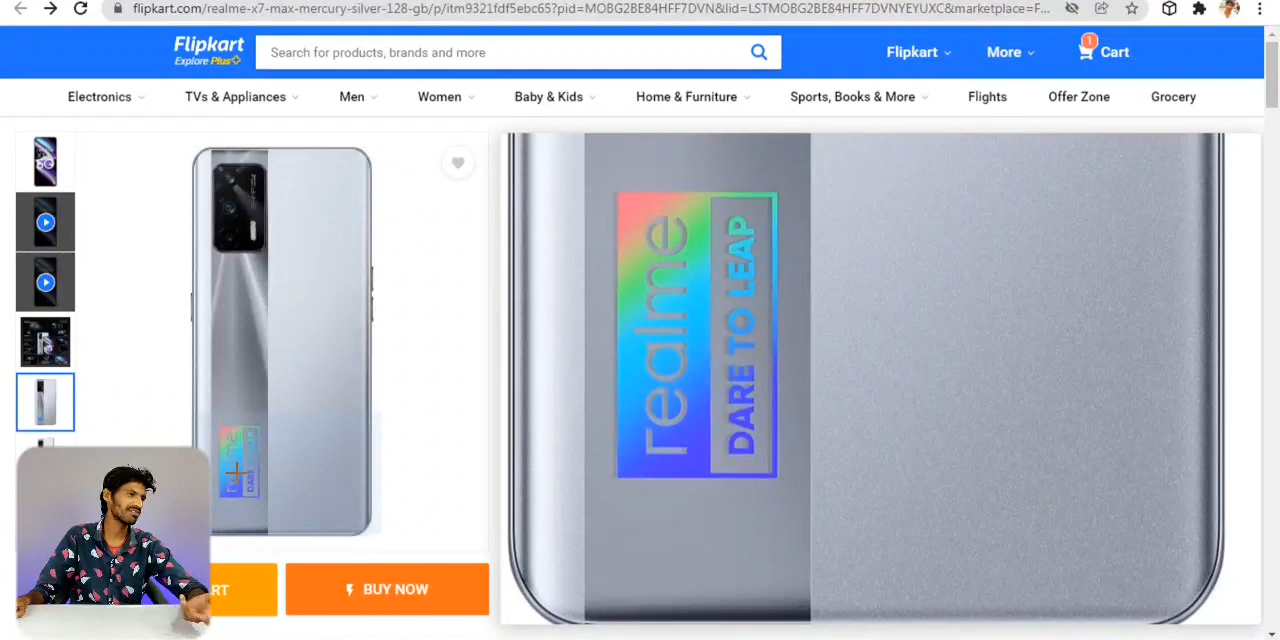 flipkart.com/realme-x7-max-mercury-silver-128-gb/p/itm9321fdf5ebc65?pid=MOBG2BE84HFF7DVN&lid=LSTMOBG2BE84HFF7DVNYEYUXC&marketplace=F...
Flipkart
Explore Plus
Search for products, brands and more
Flipkart
More
1
Cart
Electronics
TVs & Appliances
Men
Women
Baby & Kids
Home & Furniture
Sports, Books & More
Flights
Offer Zone
Grocery
5G
realme
DARE TO LEAP
RT
BUY NOW